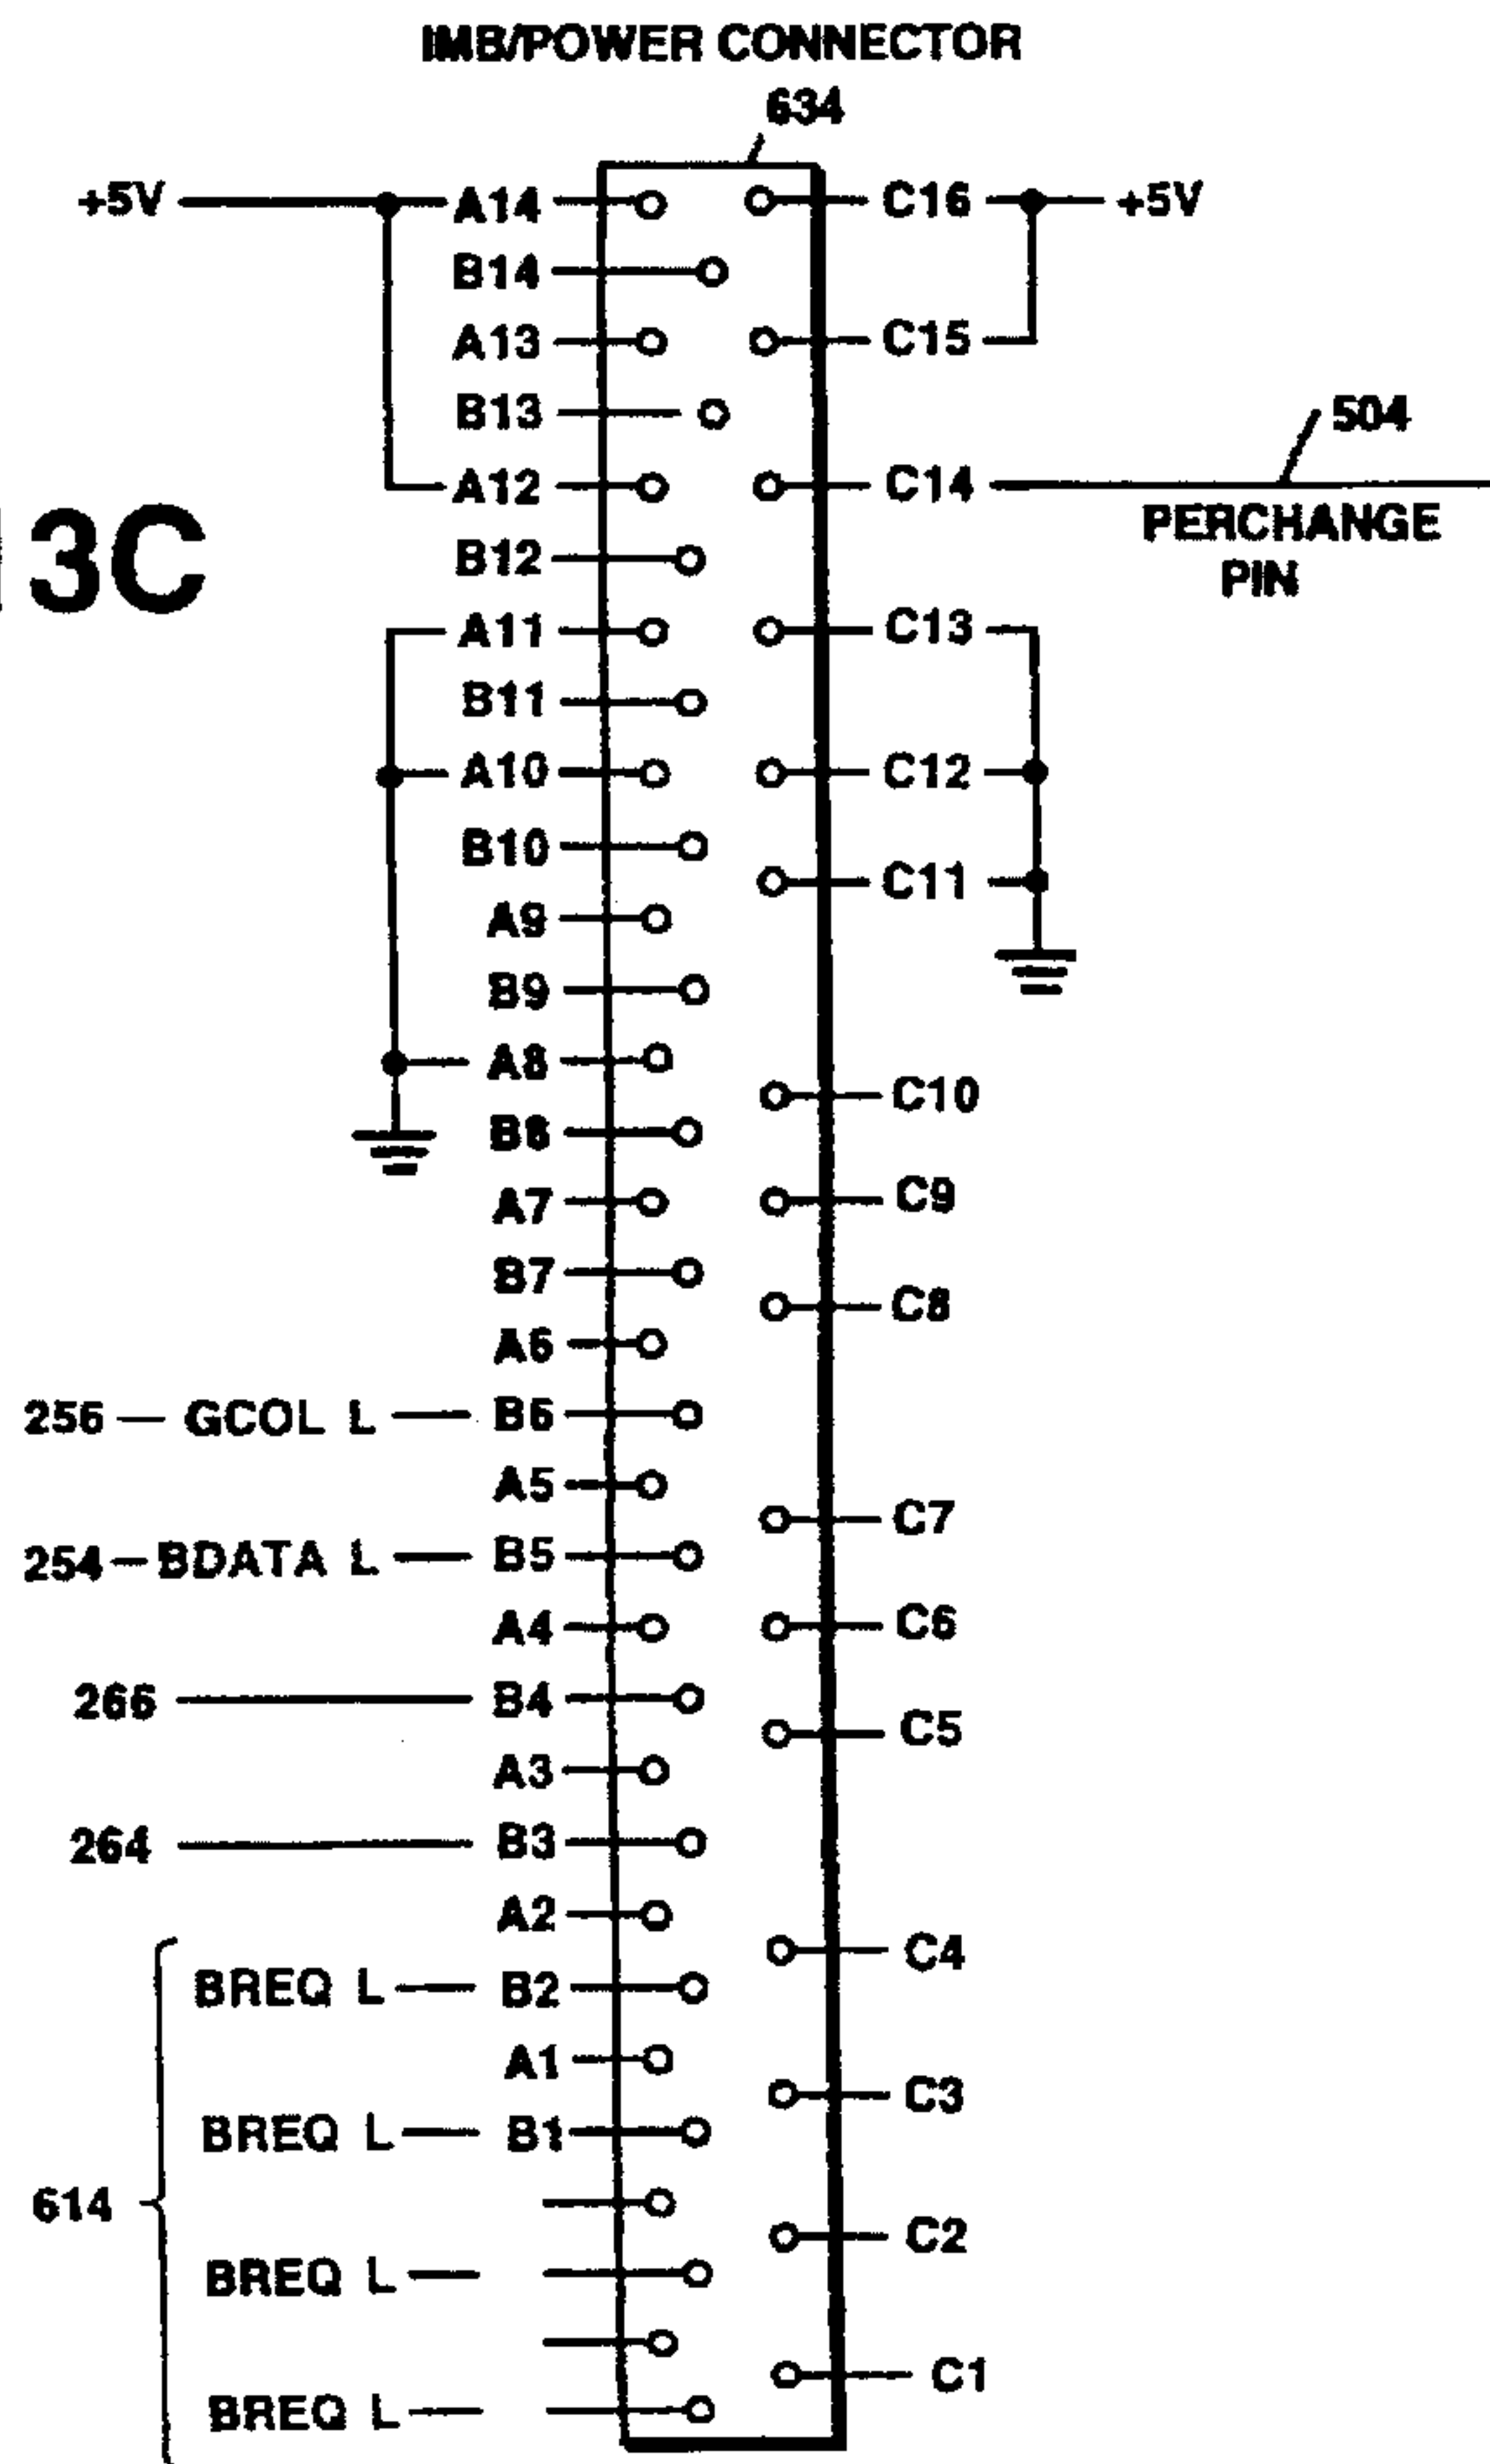 IMB/POWER CONNECTOR
634
+5V A14 C16 +5V
B14
A13 C15
B13 504
A12 C14
PERCHANGE
PIN
3C
B12
A11 C13
B11
A10 C12
B10
A9 C11
B9
A8
C10
B8
A7 C9
B7
C8
A6
256 GCOL L B6
A5
C7
254 BDATA L B5
A4 C6
266 B4
C5
A3
264 B3
A2
C4
BREQ L B2
A1
C3
BREQ L B1
614
C2
BREQ L
C1
BREQ L